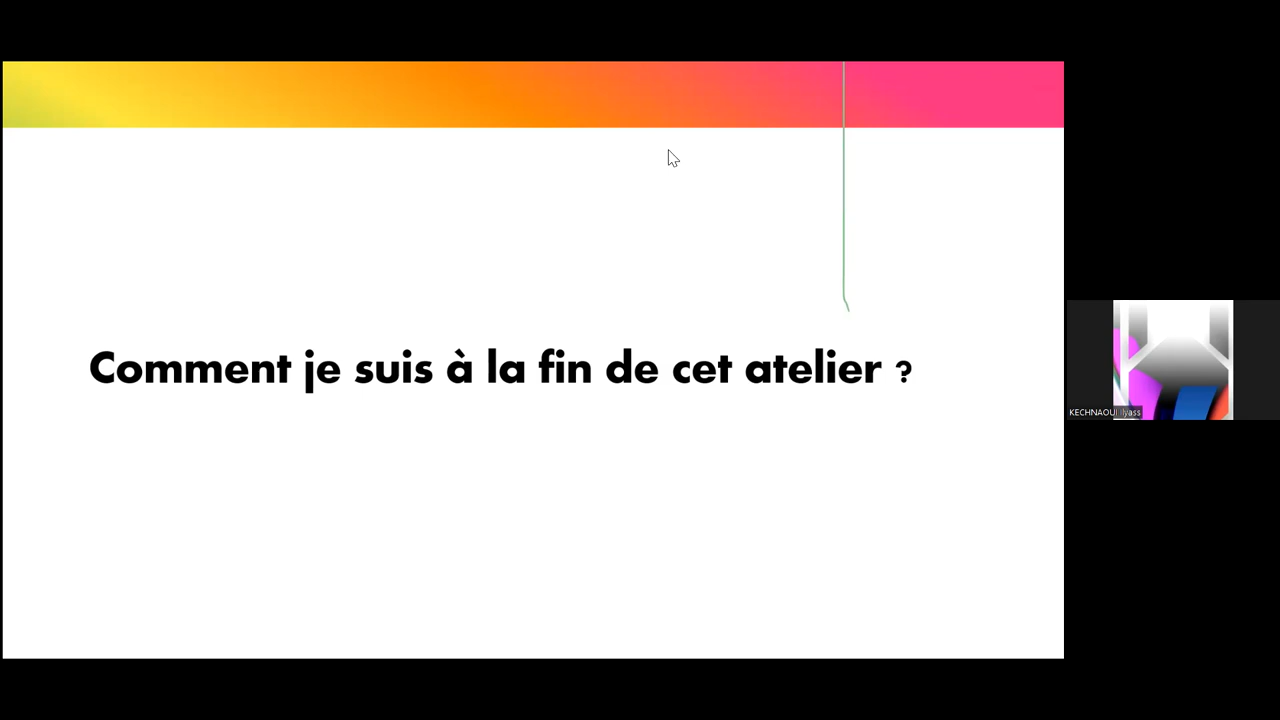 Comment je suis à la fin de cet atelier ?
KECHNAOUI Ilyass